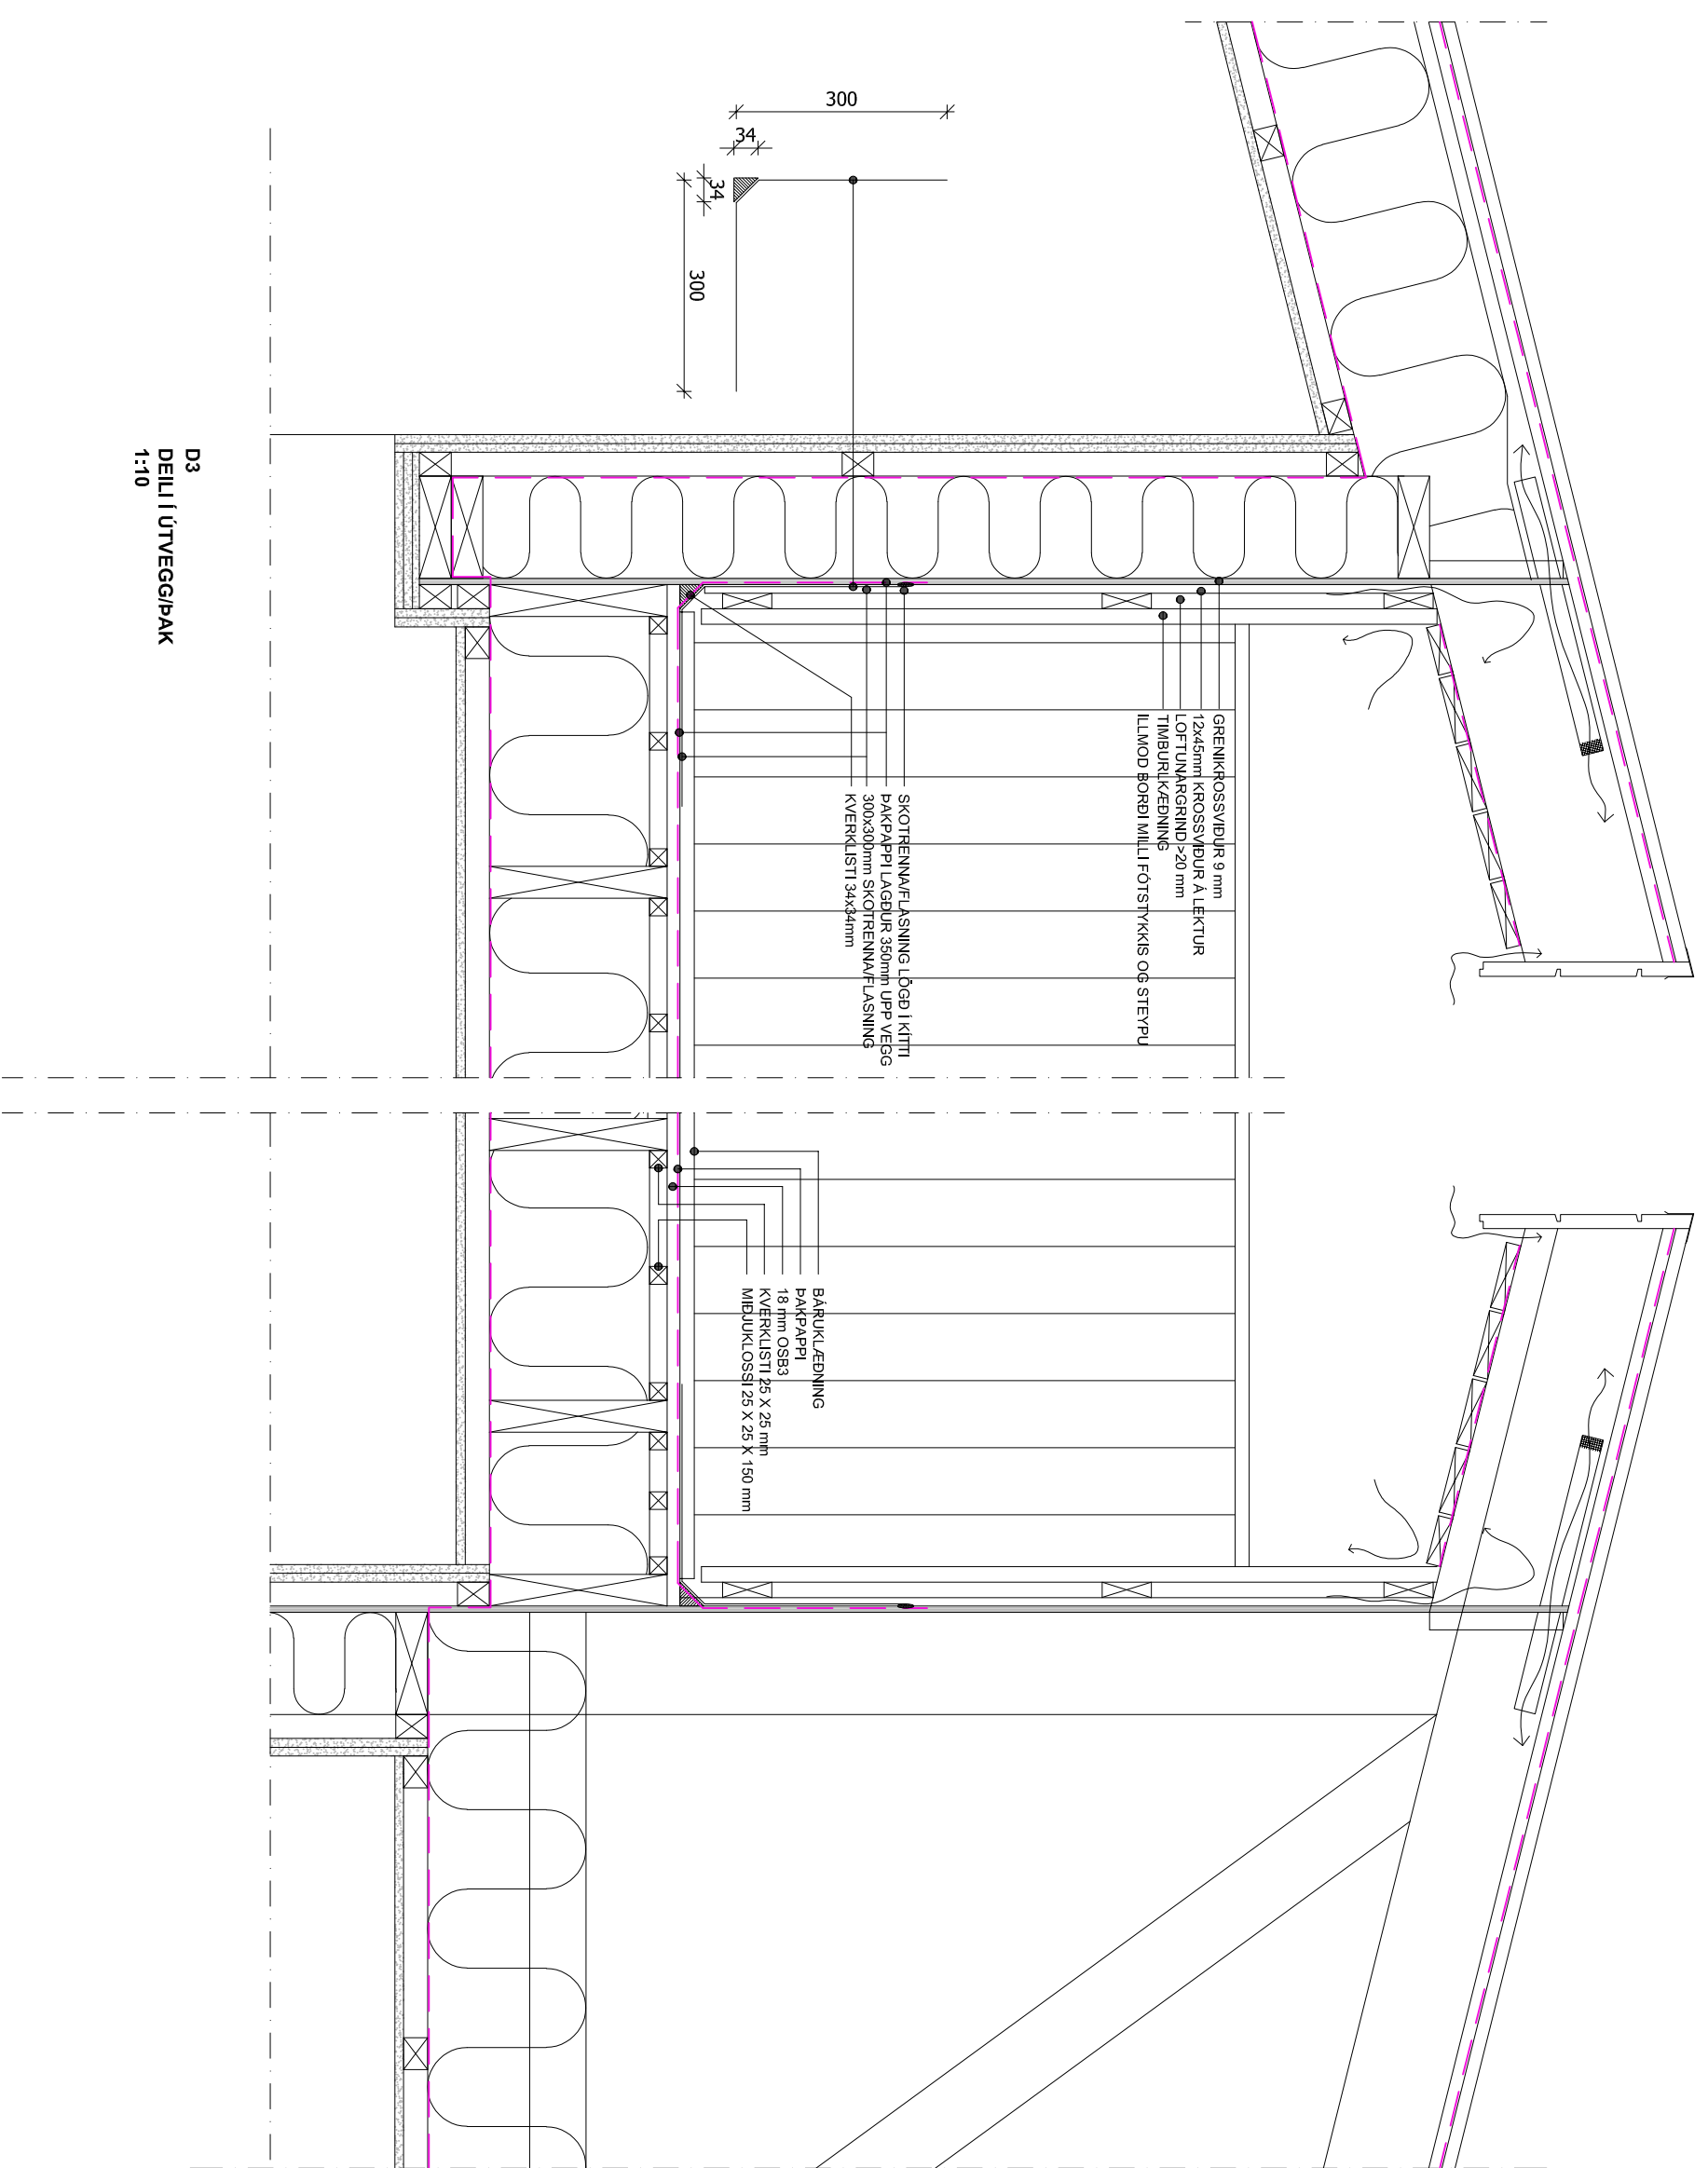 300
34
34
300
GRENIKROSSVIÐUR 9 mm
12x45mm KROSSVIÐUR Á LEKTUR
LOFTUNARGRIND >20 mm
TIMBURLKÆÐNING
ILLMOD BORÐI MILLI FÓTSTYKKIS OG STEYPU
SKOTRENNA/FLASNING LÖGÐ Í KÍTTI
ÞAKPAPPI LAGÐUR 350mm UPP VEGG
300x300mm SKOTRENNA/FLASNING
KVERKLISTI 34x34mm
BÁRUKLÆÐNING
ÞAKPAPPI
18 mm OSB3
KVERKLISTI 25 X 25 mm
MIÐJUKLOSSI 25 X 25 X 150 mm
D3
DEILI Í ÚTVEGG/ÞAK
1:10